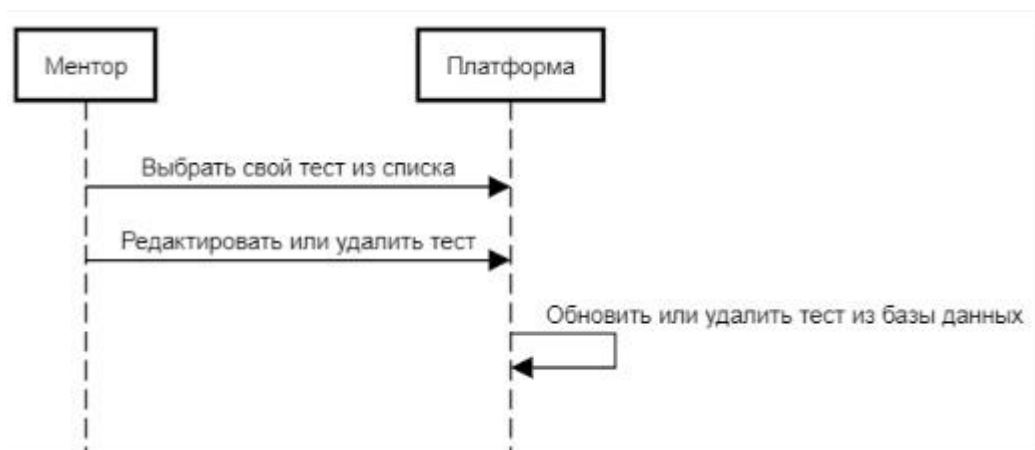 Ментор
Платформа
Выбрать свой тест из списка
Редактировать или удалить тест
Обновить или удалить тест из базы данных